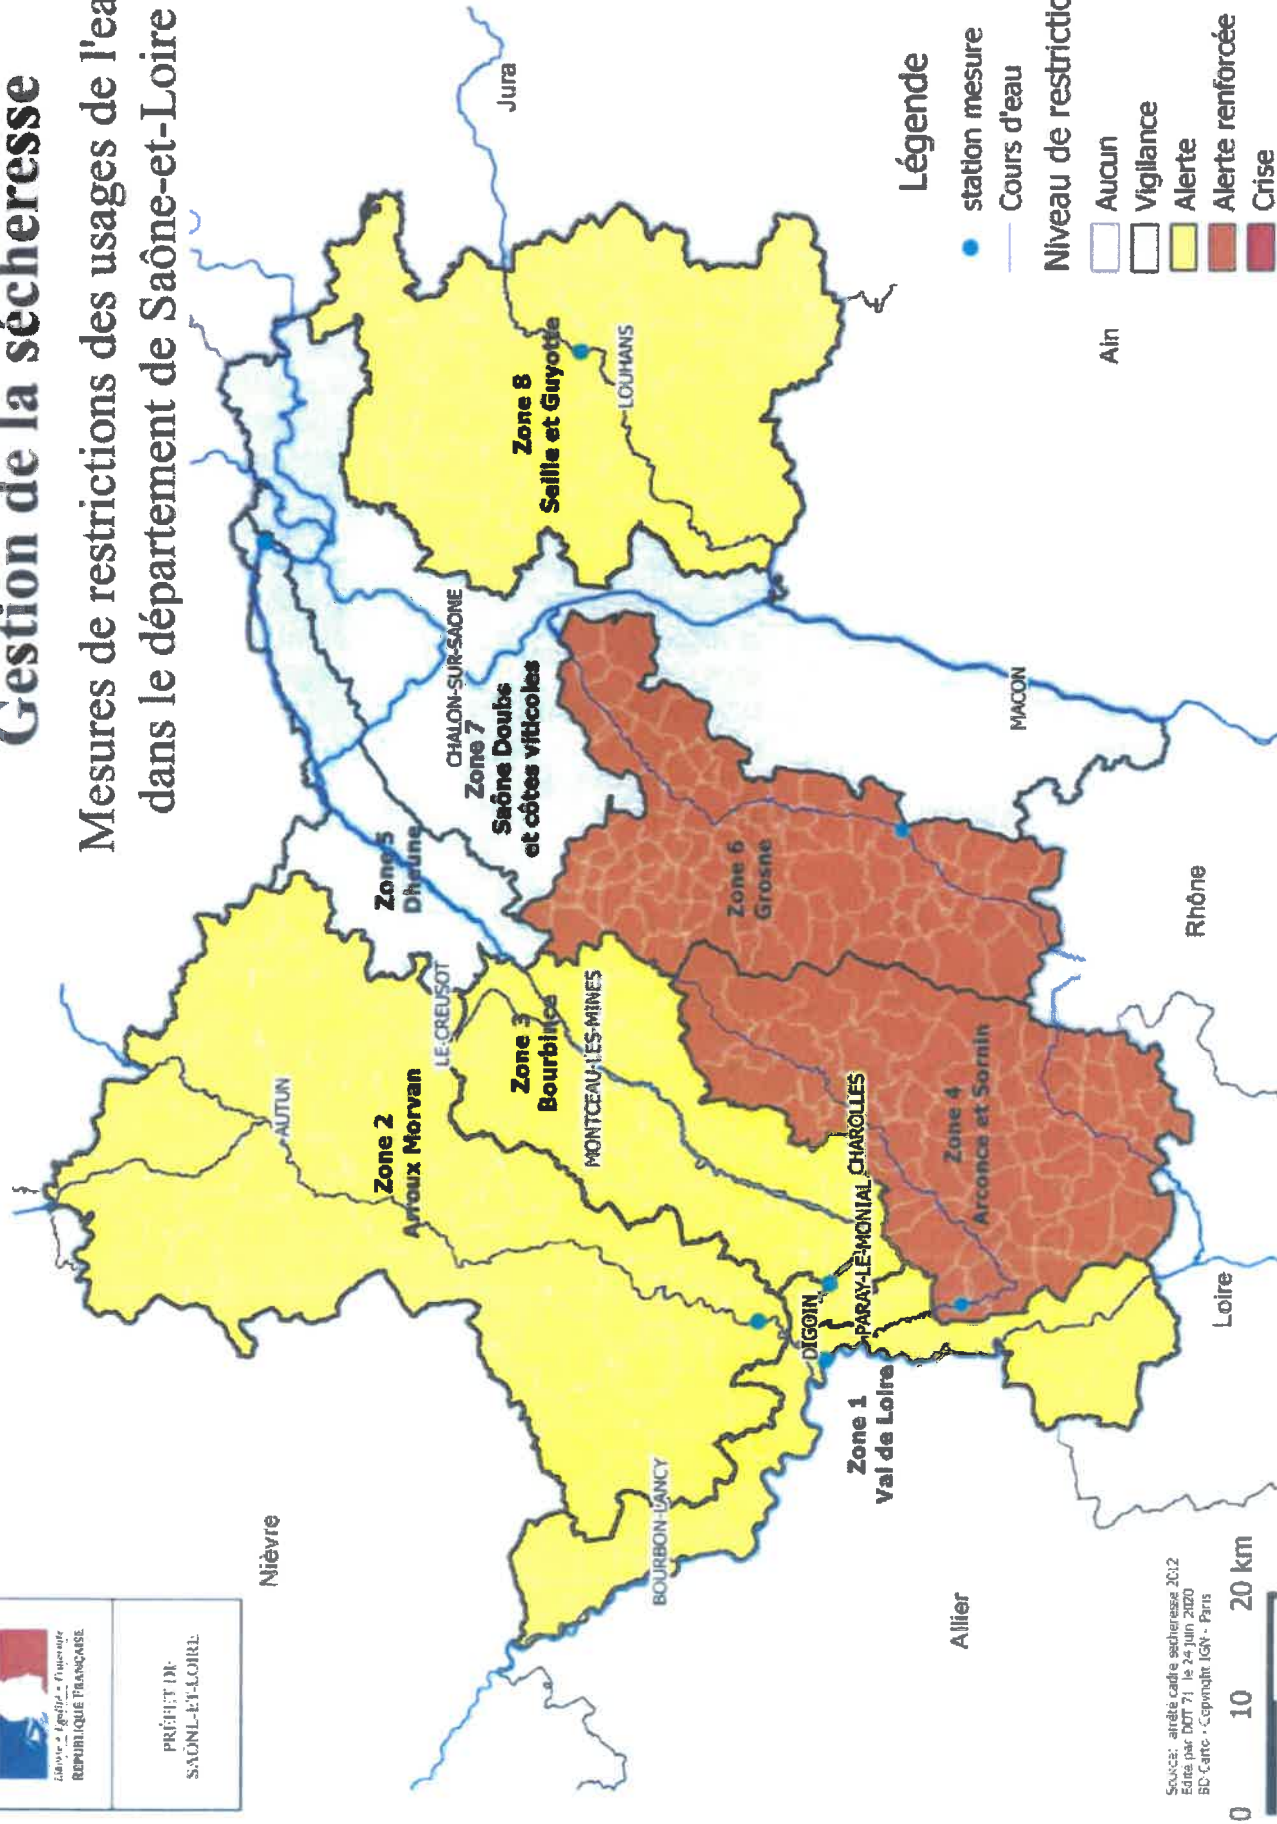 Gestion de la sécheresse
Mesures de restrictions des usages de l'ea
dans le département de Saône-et-Loire
RÉPUBLIQUE FRANÇAISE
PRÉFET DE
SAÔNE-ET-LOIRE
Nièvre
Jura
AUTUN
Zone 2
Arroux Morvan
LE-CREUSOT
Zone 5
Dheune
CHALON-SUR-SAONE
Zone 7
Saône Doubs
et côtes viticoles
Zone 8
Seille et Guyotte
LOUHANS
Zone 3
Bourbince
MONTCEAU-LES-MINES
BOURBON-LANCY
Zone 6
Grosne
DIGOIN
PARAY-LE-MONIAL
CHAROLLES
Zone 1
Val de Loire
Zone 4
Arconce et Sornin
MACON
Allier
Loire
Rhône
Ain
Légende
station mesure
Cours d'eau
Niveau de restrictio
Aucun
Vigilance
Alerte
Alerte renforcée
Crise
Source: arrêté cadre sécheresse 2012
Edité par DDT 71 le 24 juin 2020
BD Carto - Copyright IGN - Paris
0 10 20 km